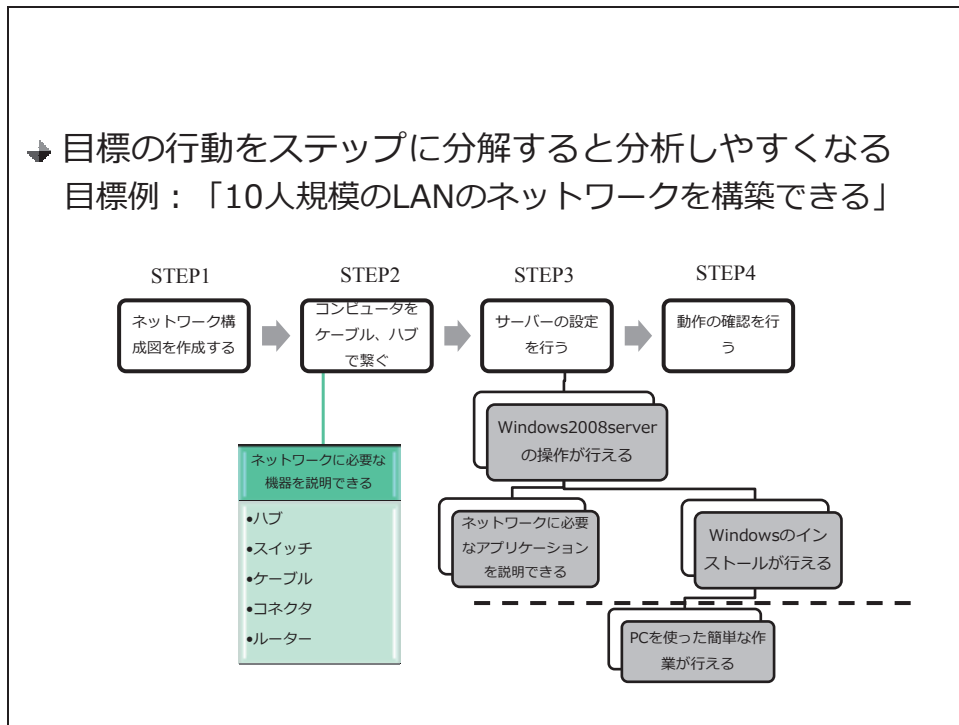 目標の行動をステップに分解すると分析しやすくなる
目標例：「10人規模のLANのネットワークを構築できる」
STEP1
STEP2
STEP3
STEP4
ネットワーク構
成図を作成する
コンピュータを
ケーブル、ハブ
で繋ぐ
サーバーの設定
を行う
動作の確認を行
う
Windows2008server
の操作が行える
ネットワークに必要な
機器を説明できる
•ハブ
•スイッチ
•ケーブル
•コネクタ
•ルーター
ネットワークに必要
なアプリケーション
を説明できる
Windowsのイン
ストールが行える
PCを使った簡単な作
業が行える